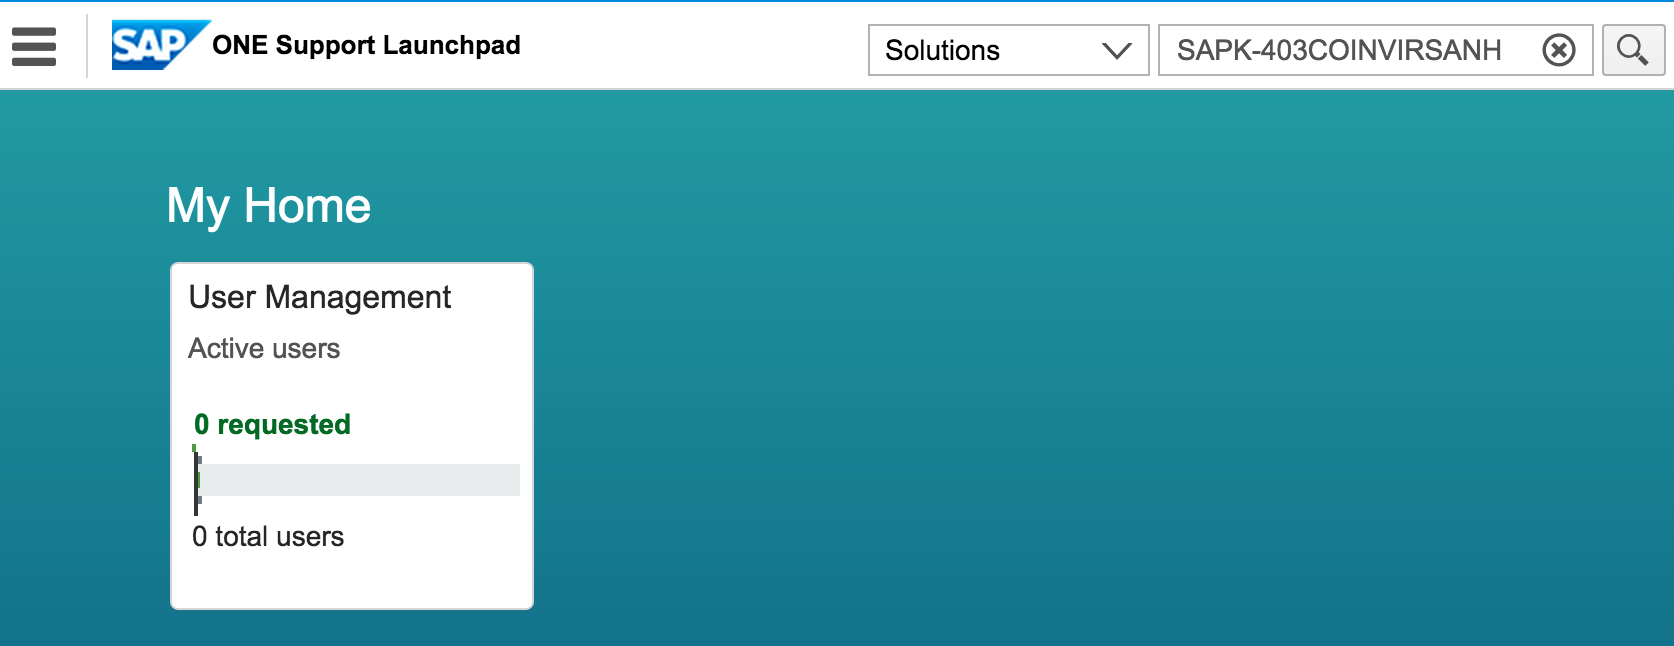 SAP ONE Support Launchpad
Solutions
SAPK-403COINVIRSANH
My Home
User Management
Active users
0 requested
0 total users